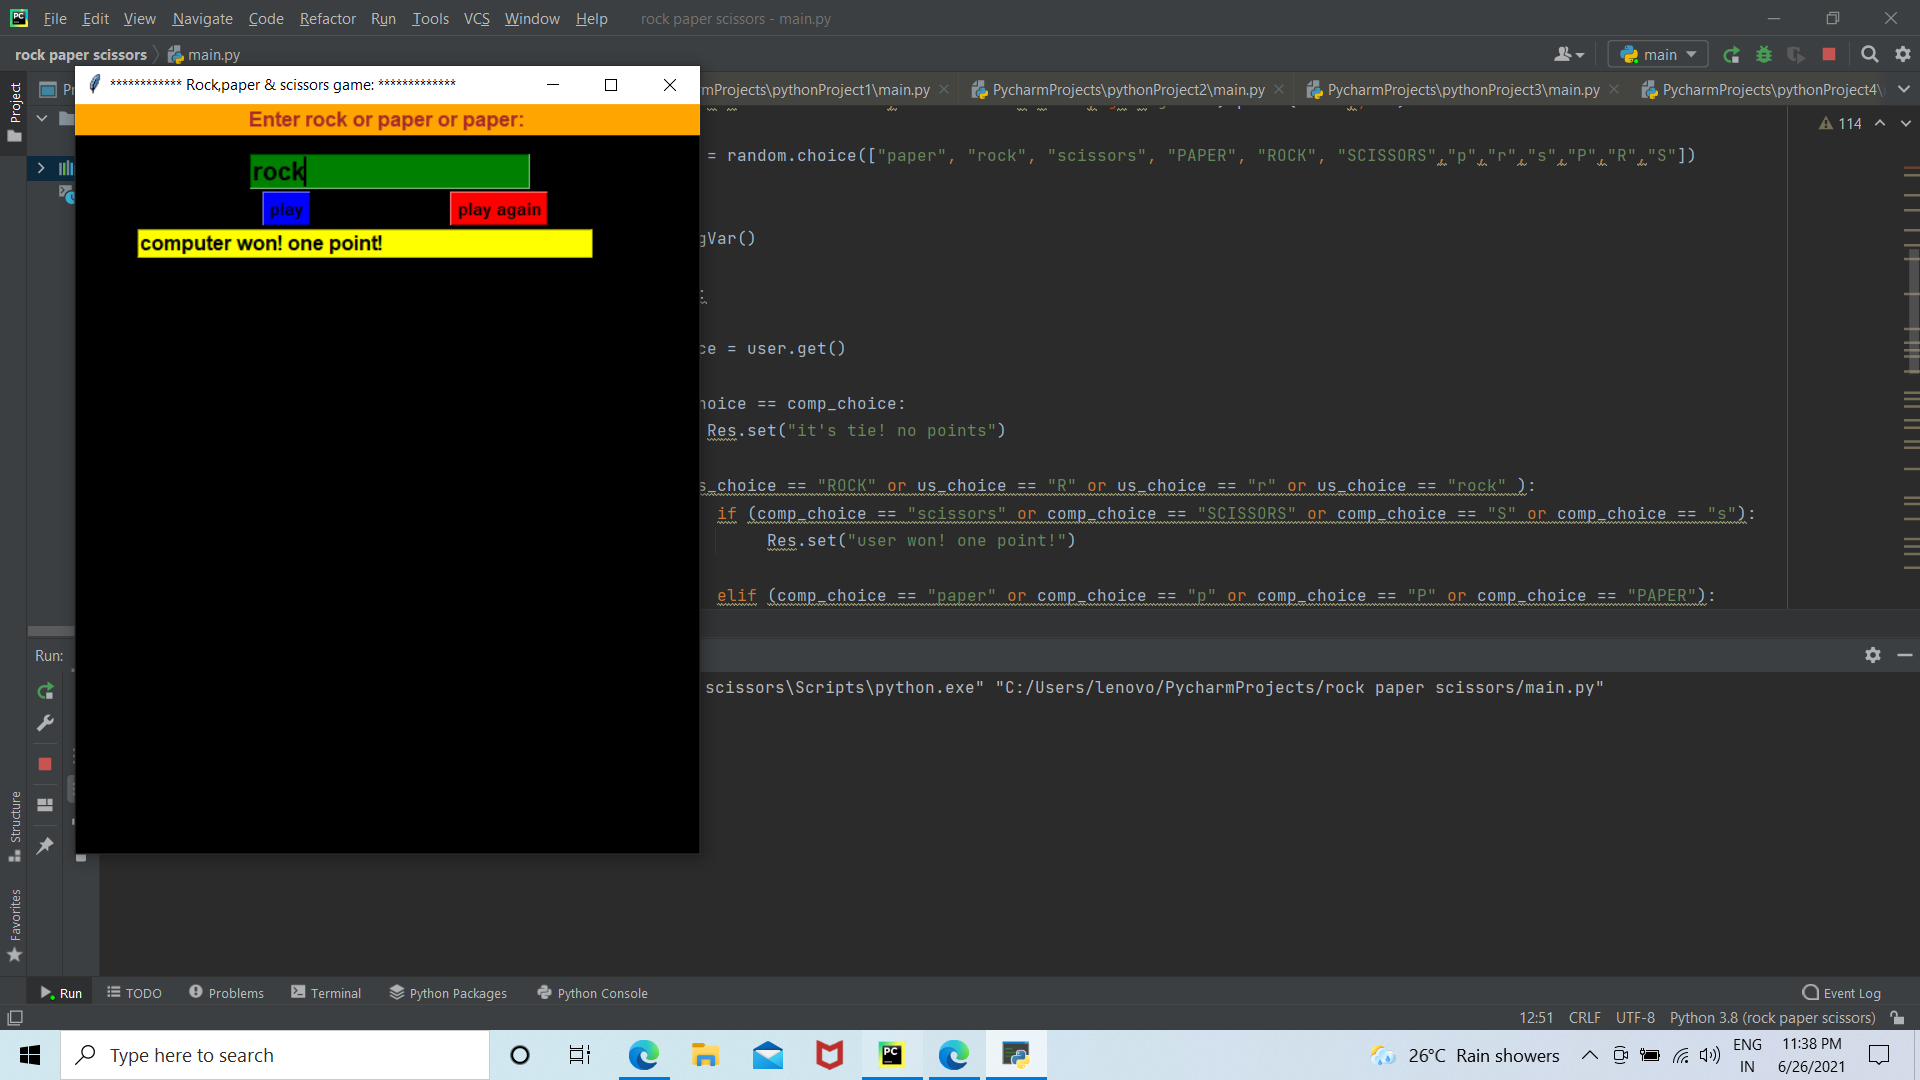 File Edit View Navigate Code Refactor Run Tools VCS Window Help rock paper scissors - main.py
rock paper scissors main.py
main
************ Rock,paper & scissors game: *************
mProjects\pythonProject1\main.py PycharmProjects\pythonProject2\main.py PycharmProjects\pythonProject3\main.py PycharmProjects\pythonProject4\
Project
Enter rock or paper or paper:
114
= random.choice(["paper", "rock", "scissors", "PAPER", "ROCK", "SCISSORS","p","r","s","P","R","S"])
rock
play play again
gVar()
computer won! one point!
:
ce = user.get()
hoice == comp_choice:
Res.set("it's tie! no points")
s_choice == "ROCK" or us_choice == "R" or us_choice == "r" or us_choice == "rock" ):
if (comp_choice == "scissors" or comp_choice == "SCISSORS" or comp_choice == "S" or comp_choice == "s"):
Res.set("user won! one point!")
elif (comp_choice == "paper" or comp_choice == "p" or comp_choice == "P" or comp_choice == "PAPER"):
Run:
scissors\Scripts\python.exe" "C:/Users/lenovo/PycharmProjects/rock paper scissors/main.py"
Structure
Favorites
Run TODO Problems Terminal Python Packages Python Console Event Log
12:51 CRLF UTF-8 Python 3.8 (rock paper scissors)
Type here to search
26°C Rain showers
ENG
IN
11:38 PM
6/26/2021